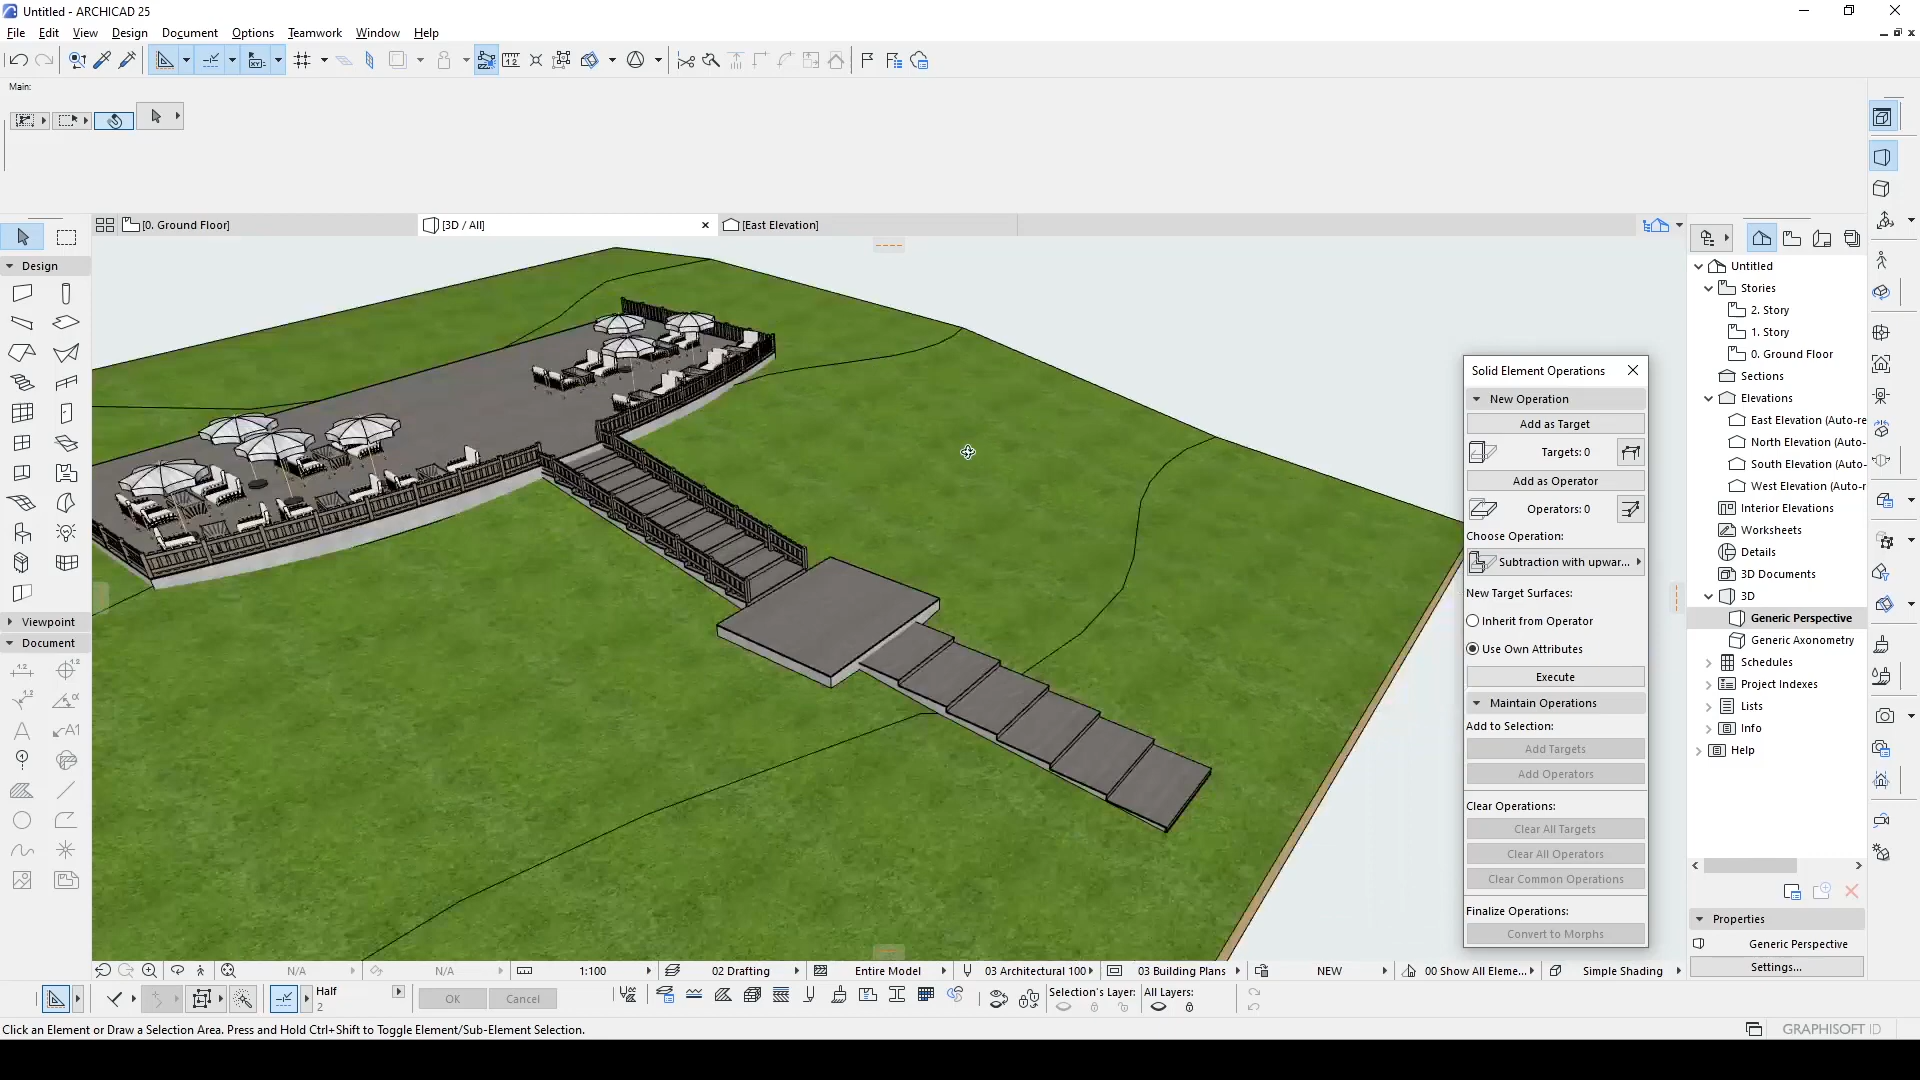 Untitled - ARCHICAD 25
File Edit View Design Document Options Teamwork Window Help
Main:
[0. Ground Floor]
[3D / All]
[East Elevation]
Design
Viewpoint
Document
Solid Element Operations
New Operation
Add as Target
Targets: 0
Add as Operator
Operators: 0
Choose Operation:
Subtraction with upwar...
New Target Surfaces:
Inherit from Operator
Use Own Attributes
Execute
Maintain Operations
Add to Selection:
Add Targets
Add Operators
Clear Operations:
Clear All Targets
Clear All Operators
Clear Common Operations
Finalize Operations:
Convert to Morphs
Untitled
Stories
2. Story
1. Story
0. Ground Floor
Sections
Elevations
East Elevation (Auto-re
North Elevation (Auto-
South Elevation (Auto-
West Elevation (Auto-r
Interior Elevations
Worksheets
Details
3D Documents
3D
Generic Perspective
Generic Axonometry
Schedules
Project Indexes
Lists
Info
Help
Properties
Generic Perspective
Settings...
N/A N/A 1:100 02 Drafting Entire Model 03 Architectural 100 03 Building Plans NEW 00 Show All Eleme... Simple Shading
Half
2
OK Cancel
Selection's Layer: All Layers:
Click an Element or Draw a Selection Area. Press and Hold Ctrl+Shift to Toggle Element/Sub-Element Selection.
GRAPHISOFT ID